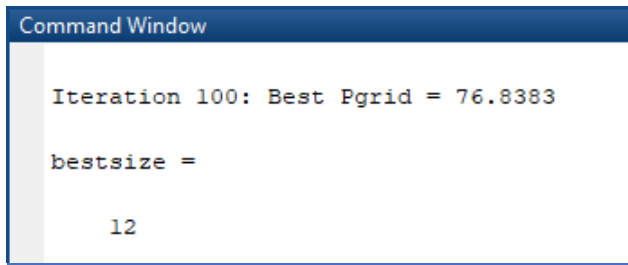 Command Window
Iteration 100: Best Pgrid = 76.8383
bestsize =
12